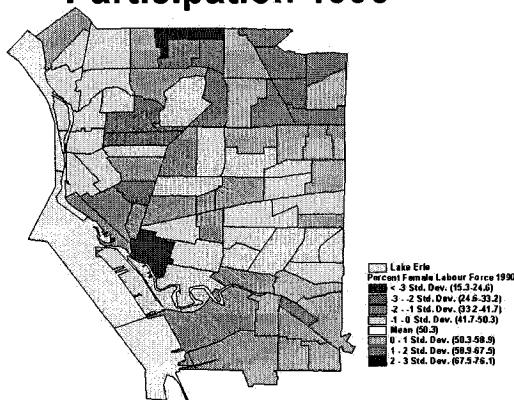 Participation 1990
Lake Erie
Percent Female Labour Force 1990
< -3 Std. Dev. (15.3-24.6)
-3 - -2 Std. Dev. (24.6-33.2)
-2 - -1 Std. Dev. (33.2-41.7)
-1 - 0 Std. Dev. (41.7-50.3)
Mean (50.3)
0 - 1 Std. Dev. (50.3-58.9)
1 - 2 Std. Dev. (58.9-67.5)
2 - 3 Std. Dev. (67.5-76.1)